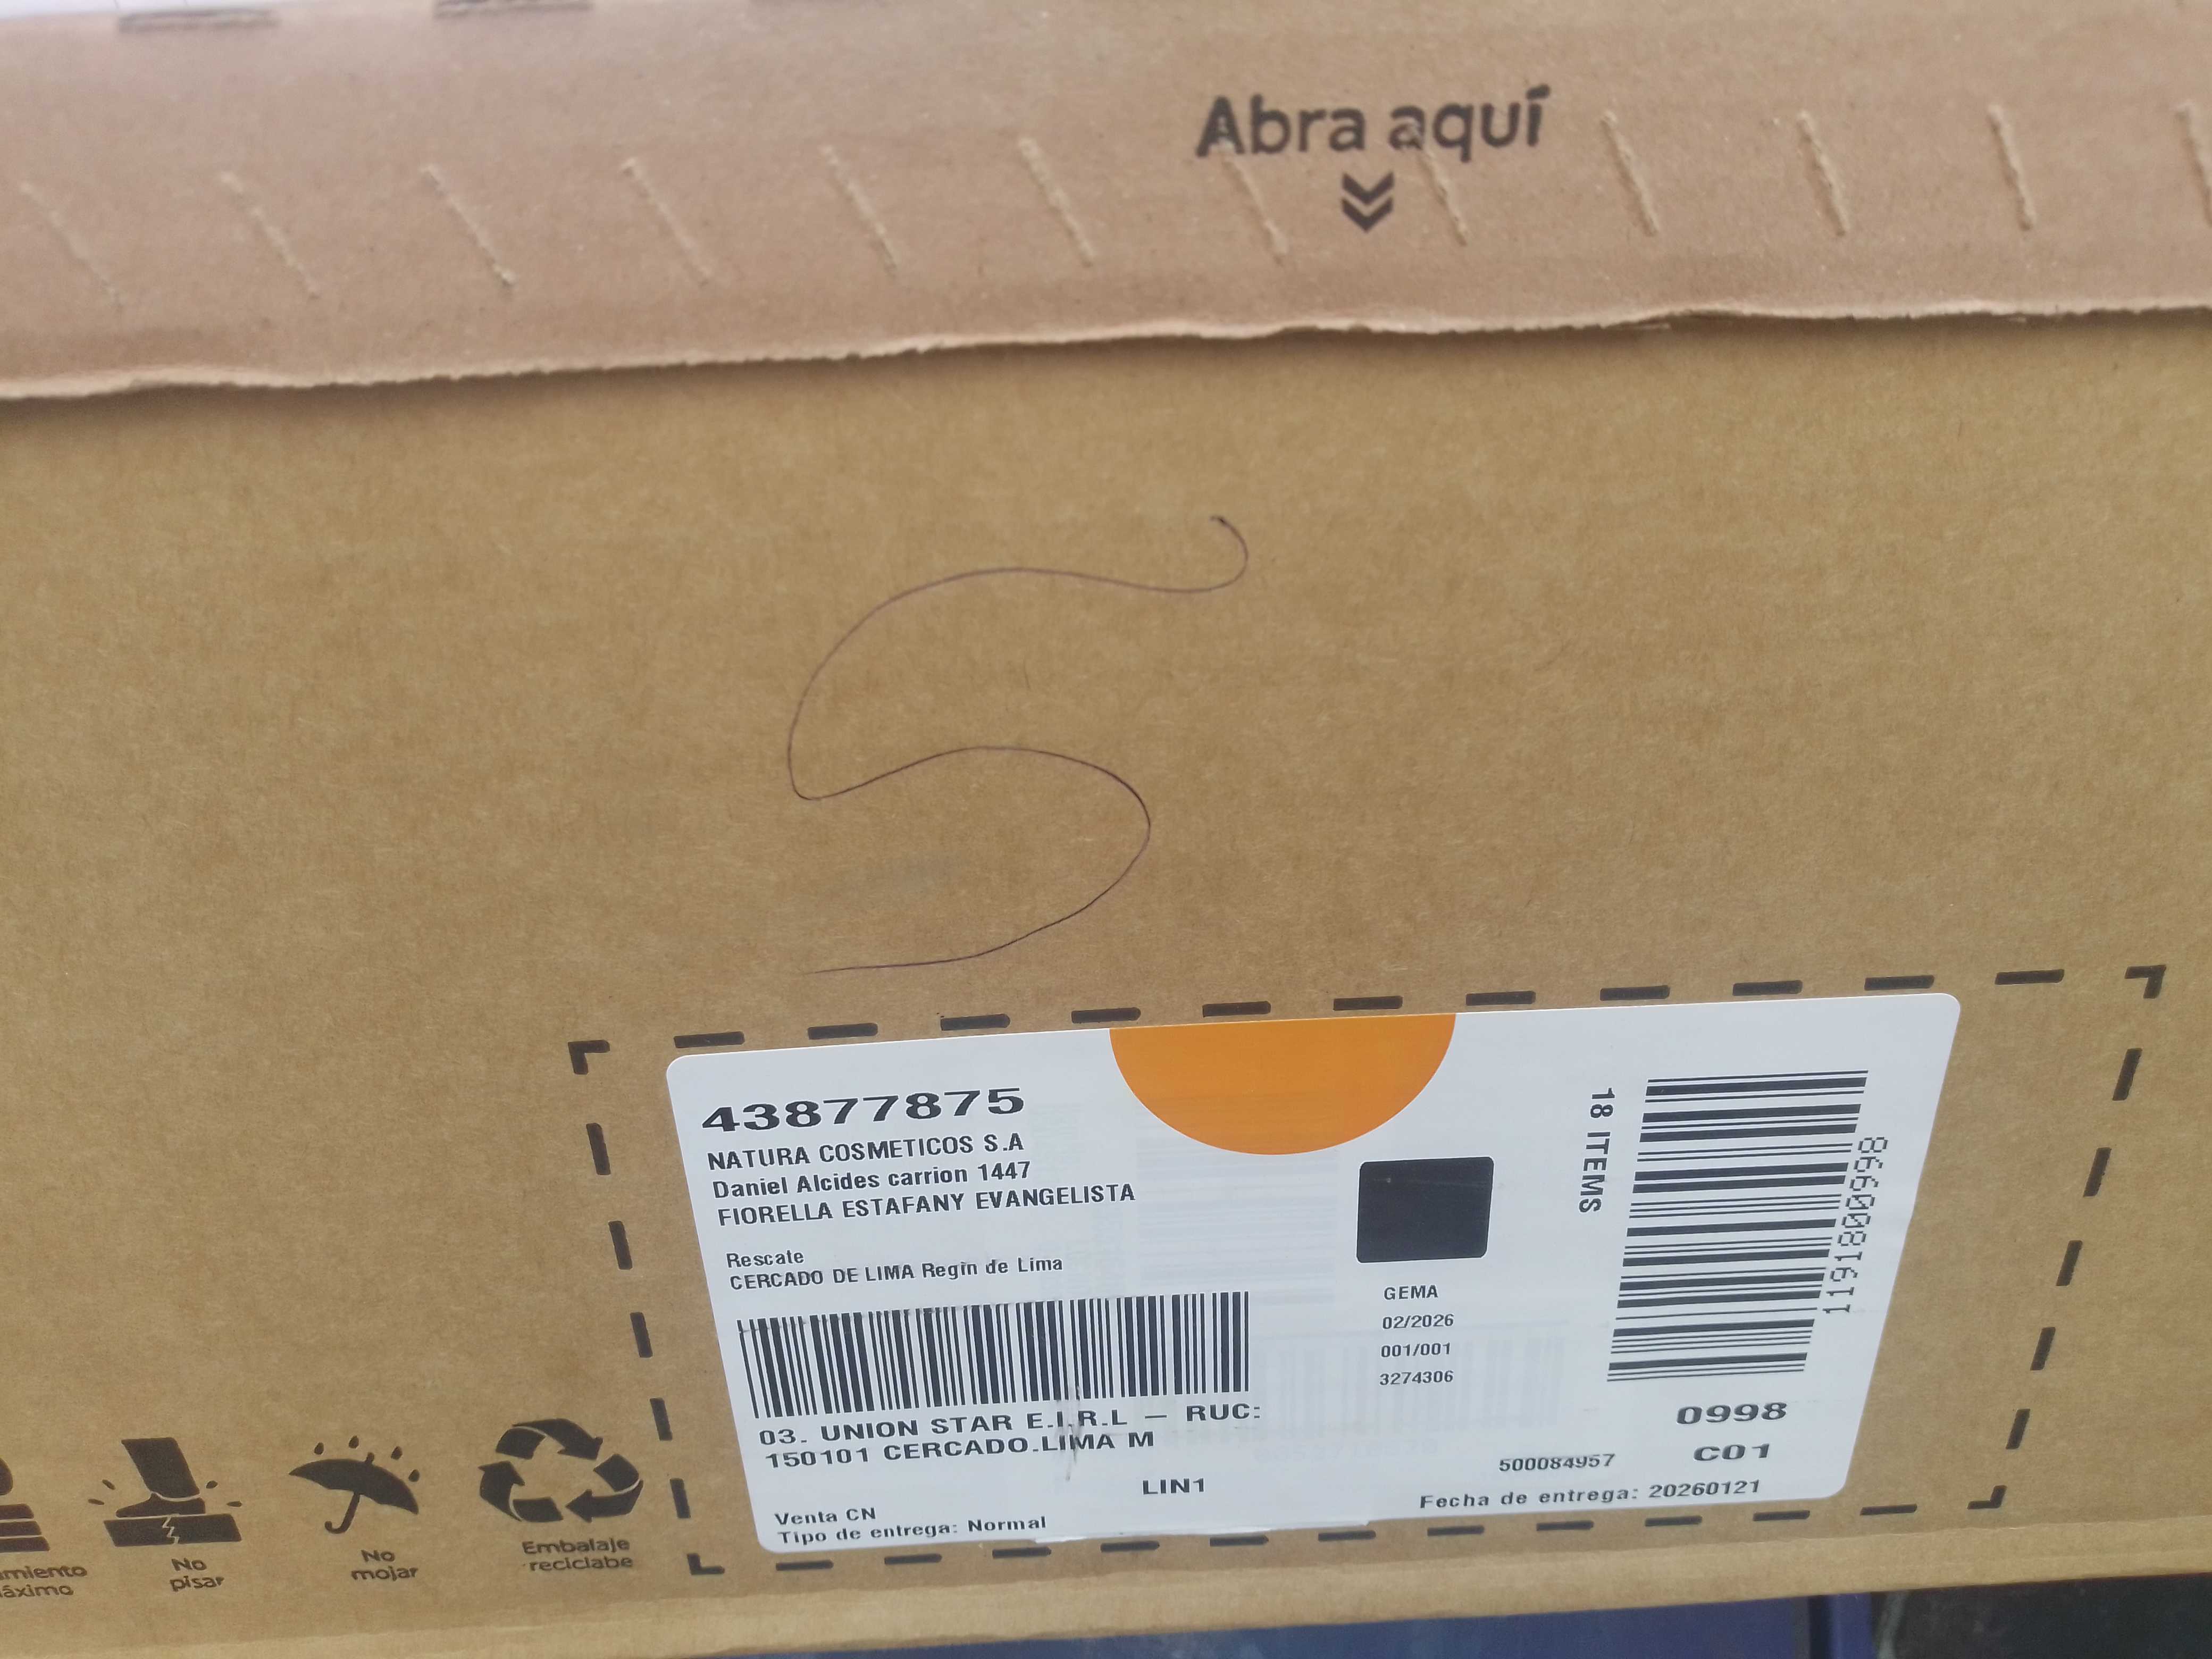 Abra aquí
S
43877875
NATURA COSMETICOS S.A
Daniel Alcides carrion 1447
FIORELLA ESTAFANY EVANGELISTA
Rescate
CERCADO DE LIMA Regin de Lima
03. UNION STAR E.I.R.L — RUC:
150101 CERCADO.LIMA M
LIN1
Venta CN
Tipo de entrega: Normal
GEMA
02/2026
001/001
3274306
18 ITEMS
1191800998
0998
C01
500084957
Fecha de entrega: 20260121
No
pisar
No
mojar
Embalaje
reciclabe